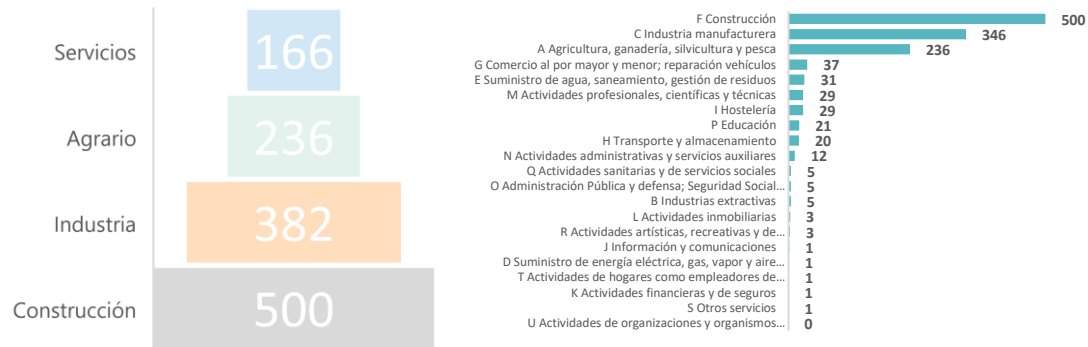 Servicios 166
Agrario 236
Industria 382
Construcción 500
F Construcción 500
C Industria manufacturera 346
A Agricultura, ganadería, silvicultura y pesca 236
G Comercio al por mayor y menor; reparación vehículos 37
E Suministro de agua, saneamiento, gestión de residuos 31
M Actividades profesionales, científicas y técnicas 29
I Hostelería 29
P Educación 21
H Transporte y almacenamiento 20
N Actividades administrativas y servicios auxiliares 12
Q Actividades sanitarias y de servicios sociales 5
O Administración Pública y defensa; Seguridad Social... 5
B Industrias extractivas 5
L Actividades inmobiliarias 3
R Actividades artísticas, recreativas y de... 3
J Información y comunicaciones 1
D Suministro de energía eléctrica, gas, vapor y aire... 1
T Actividades de hogares como empleadores de... 1
K Actividades financieras y de seguros 1
S Otros servicios 1
U Actividades de organizaciones y organismos... 0